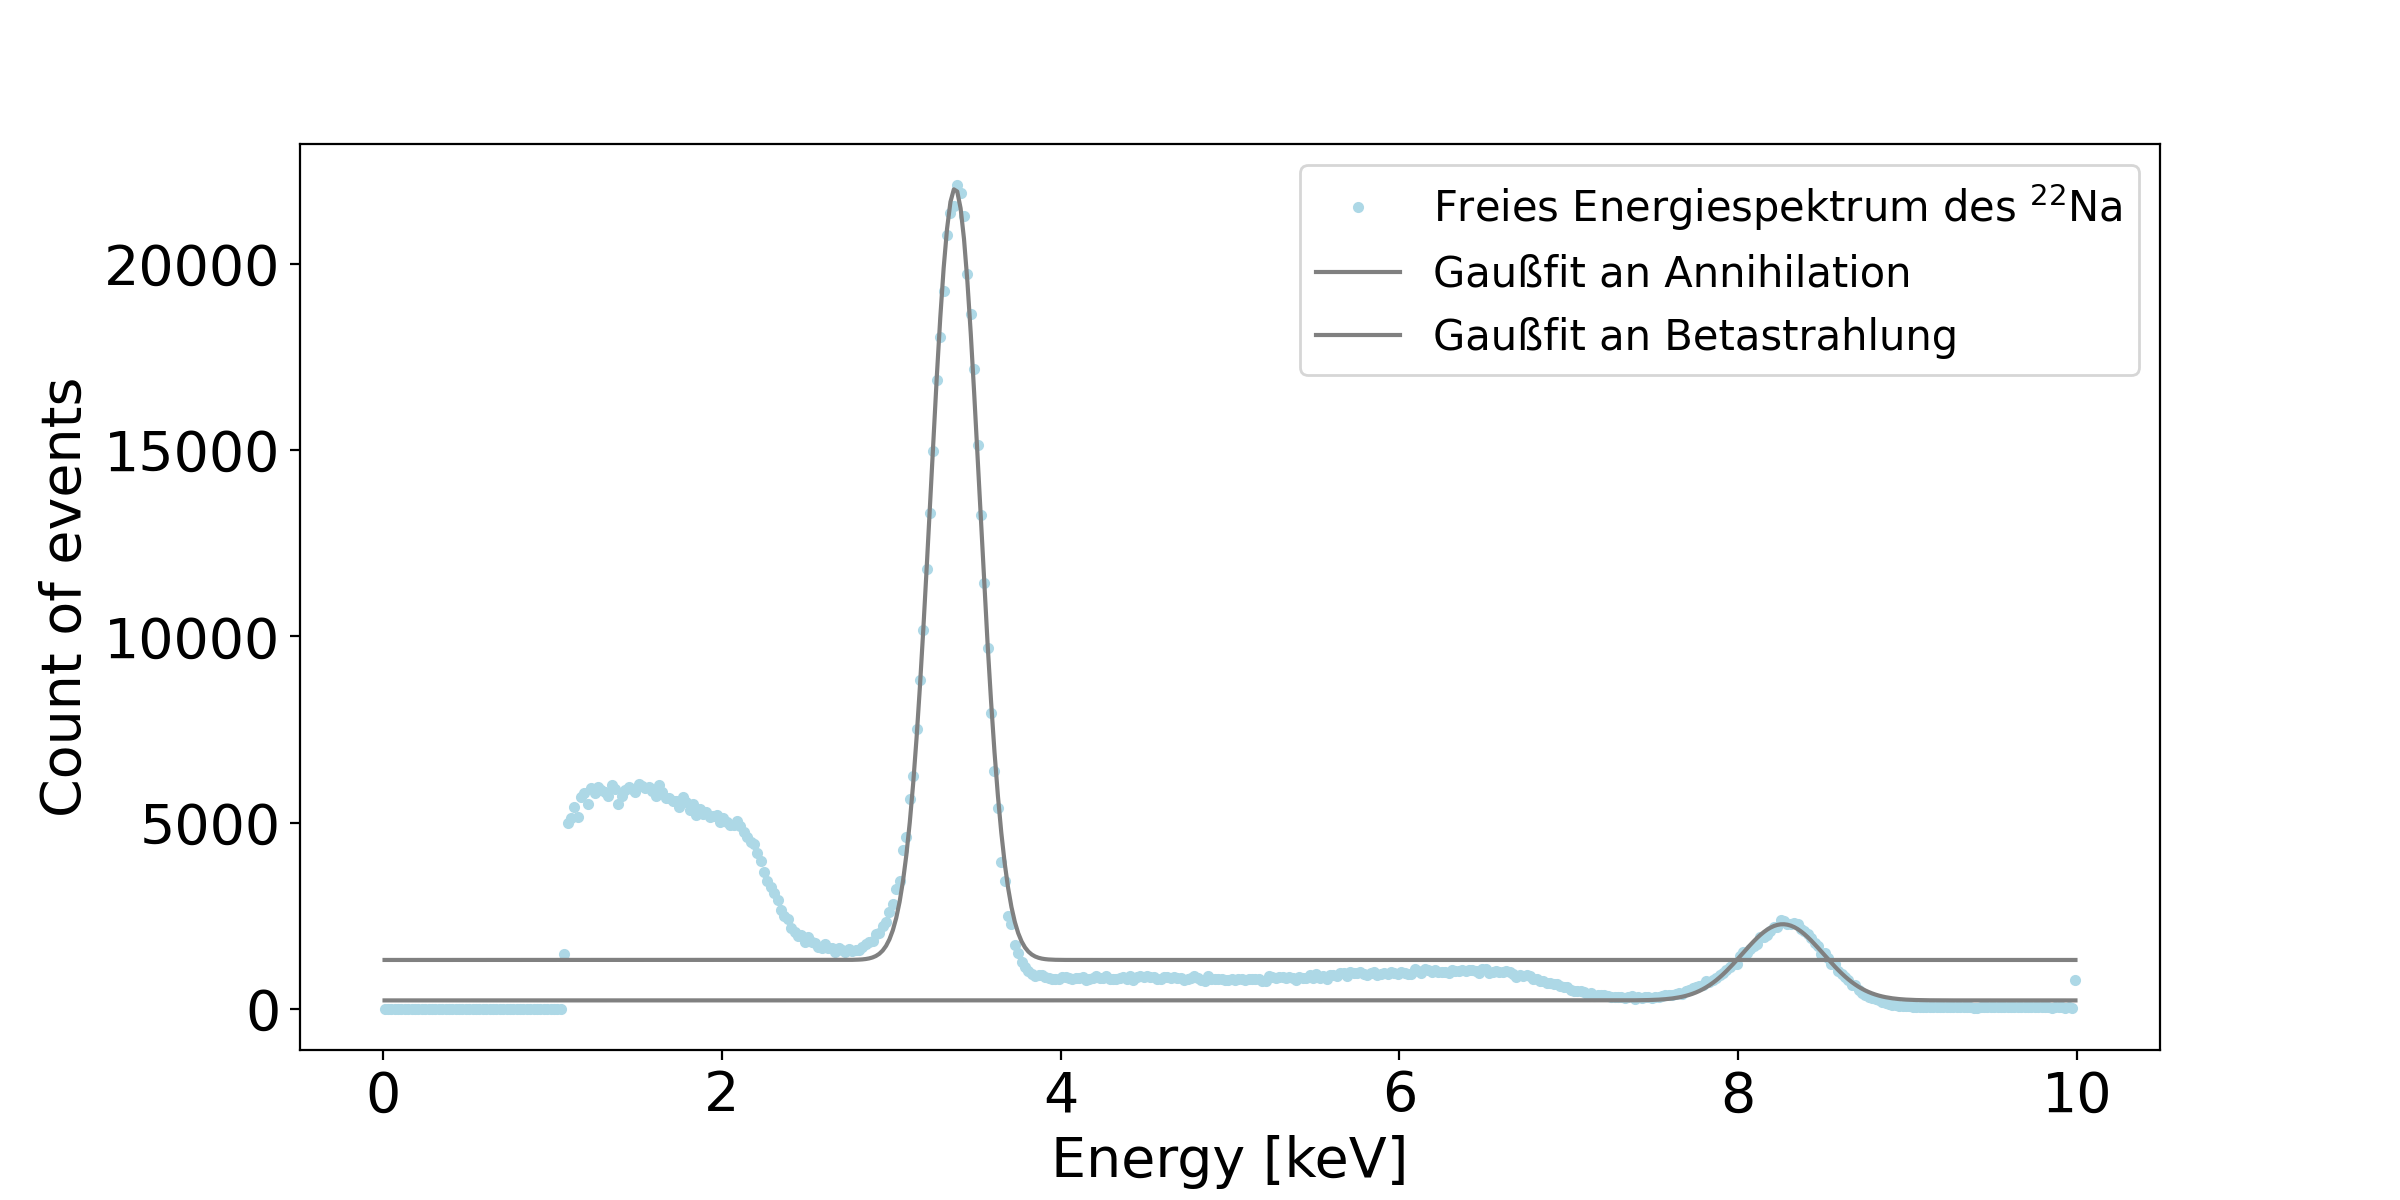 Freies Energiespektrum des ²²Na
Gaußfit an Annihilation
Gaußfit an Betastrahlung
Count of events
20000
15000
10000
5000
0
0 2 4 6 8 10
Energy [keV]